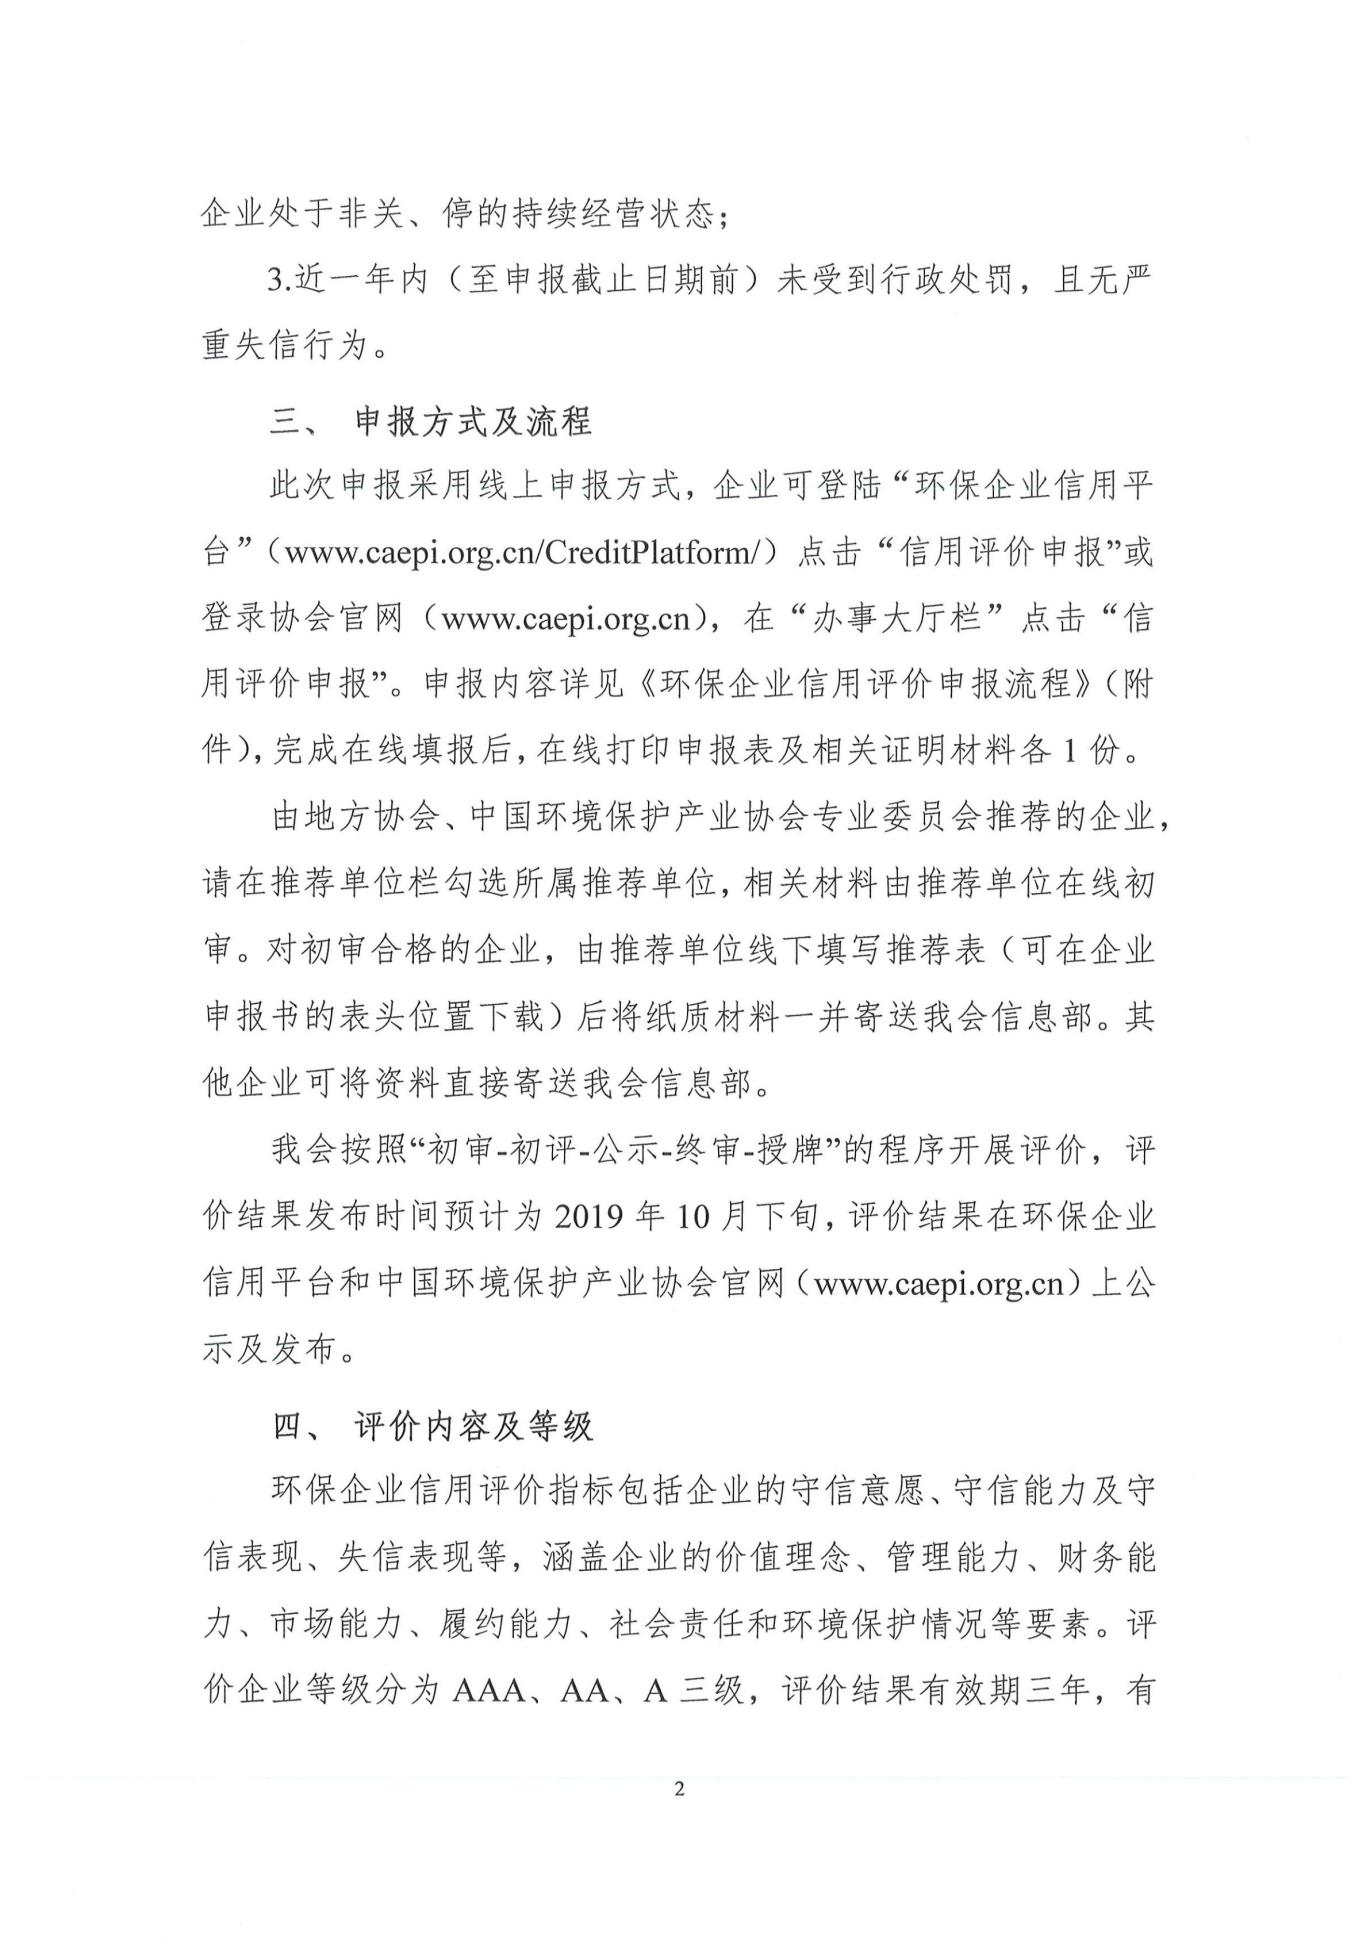 企业处于非关、停的持续经营状态；
3.近一年内（至申报截止日期前）未受到行政处罚，且无严
重失信行为。
三、 申报方式及流程
此次申报采用线上申报方式，企业可登陆“环保企业信用平
台”（www.caepi.org.cn/CreditPlatform/）点击“信用评价申报”或
登录协会官网（www.caepi.org.cn），在“办事大厅栏”点击“信
用评价申报”。申报内容详见《环保企业信用评价申报流程》（附
件），完成在线填报后，在线打印申报表及相关证明材料各 1 份。
由地方协会、中国环境保护产业协会专业委员会推荐的企业，
请在推荐单位栏勾选所属推荐单位，相关材料由推荐单位在线初
审。对初审合格的企业，由推荐单位线下填写推荐表（可在企业
申报书的表头位置下载）后将纸质材料一并寄送我会信息部。其
他企业可将资料直接寄送我会信息部。
我会按照“初审-初评-公示-终审-授牌”的程序开展评价，评
价结果发布时间预计为 2019 年 10 月下旬，评价结果在环保企业
信用平台和中国环境保护产业协会官网（www.caepi.org.cn）上公
示及发布。
四、 评价内容及等级
环保企业信用评价指标包括企业的守信意愿、守信能力及守
信表现、失信表现等，涵盖企业的价值理念、管理能力、财务能
力、市场能力、履约能力、社会责任和环境保护情况等要素。评
价企业等级分为 AAA、AA、A 三级，评价结果有效期三年，有
2